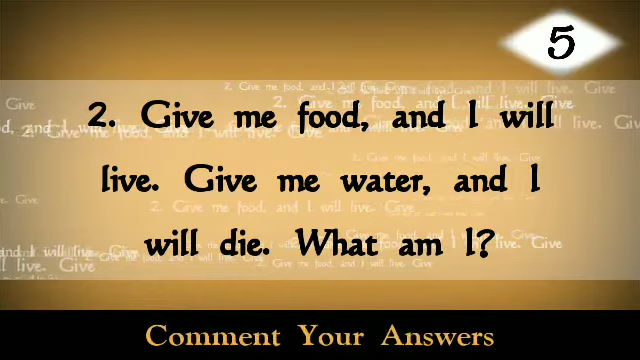 5
2. Give me food, and I will
live. Give me water, and I
will die. What am I?
Comment Your Answers